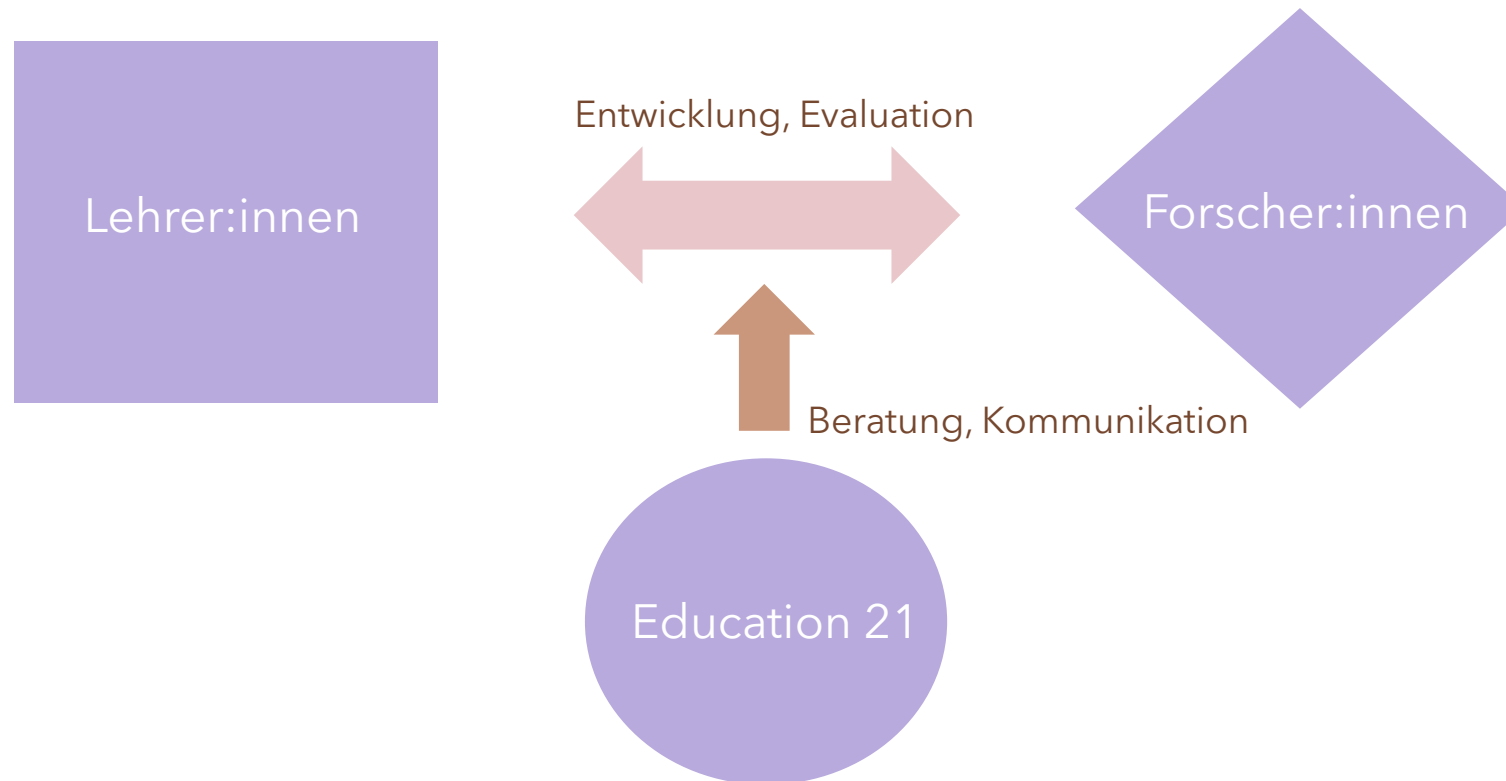 Entwicklung, Evaluation
Lehrer:innen
Forscher:innen
Beratung, Kommunikation
Education 21